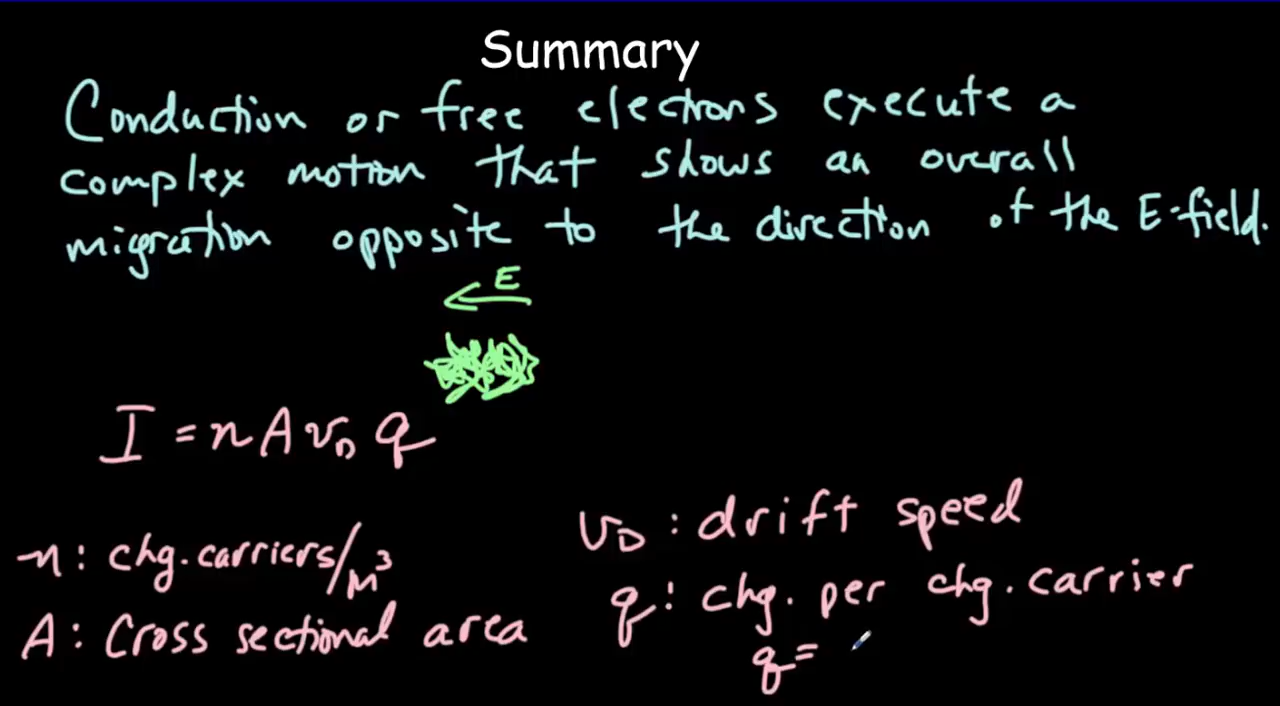 Summary
Conduction or free electrons execute a
complex motion that shows an overall
migration opposite to the direction of the E-field.
E
I = n A v_D q
n: chg. carriers/m³
A: Cross sectional area
v_D: drift speed
q: chg. per chg. carrier
q=